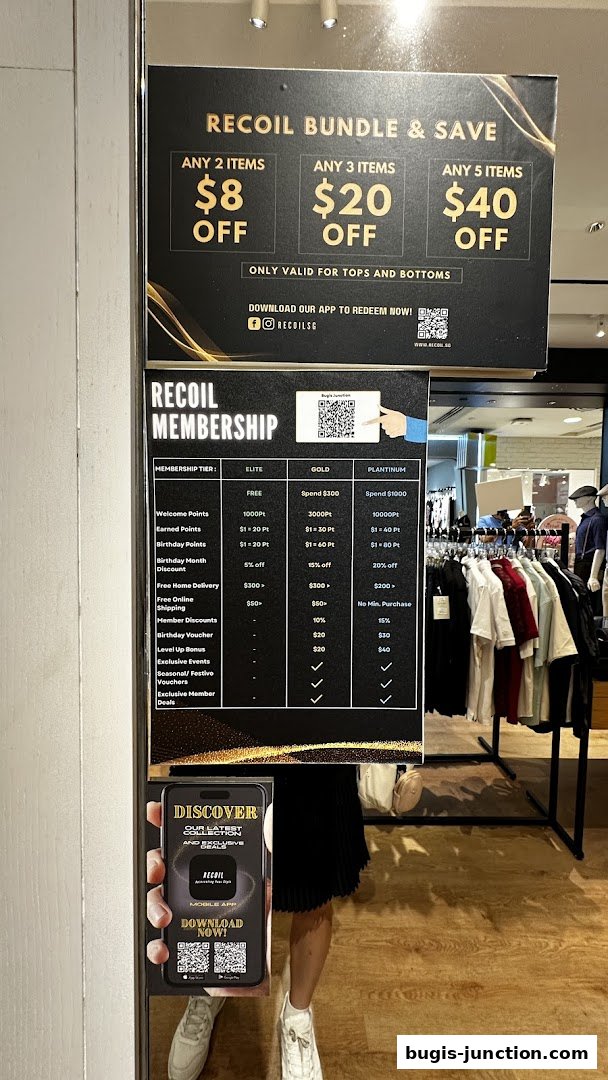 RECOIL BUNDLE & SAVE
ANY 2 ITEMS
$8
OFF
ANY 3 ITEMS
$20
OFF
ANY 5 ITEMS
$40
OFF
ONLY VALID FOR TOPS AND BOTTOMS
DOWNLOAD OUR APP TO REDEEM NOW!
RECOILSG
WWW.RECOIL.SG
RECOIL
MEMBERSHIP
Bugis Junction
MEMBERSHIP TIER : ELITE GOLD PLANTINUM
FREE Spend $300 Spend $1000
Welcome Points 1000Pt 3000Pt 10000Pt
Earned Points $1 = 20 Pt $1 = 30 Pt $1 = 40 Pt
Birthday Points $1 = 20 Pt $1 = 60 Pt $1 = 80 Pt
Birthday Month
Discount 5% off 15% off 20% off
Free Home Delivery $300 > $300 > $200 >
Free Online
Shipping $50> $50> No Min. Purchase
Member Discounts - 10% 15%
Birthday Voucher - $20 $30
Level Up Bonus - $20 $40
Exclusive Events - ✓ ✓
Seasonal/ Festive
Vouchers - ✓ ✓
Exclusive Member
Deals - ✓ ✓
DISCOVER
OUR LATEST
COLLECTION
AND EXCLUSIVE
DEALS
RECOIL
Reinventing Your Style
MOBILE APP
DOWNLOAD
NOW!
App Store
Google Play
bugis-junction.com